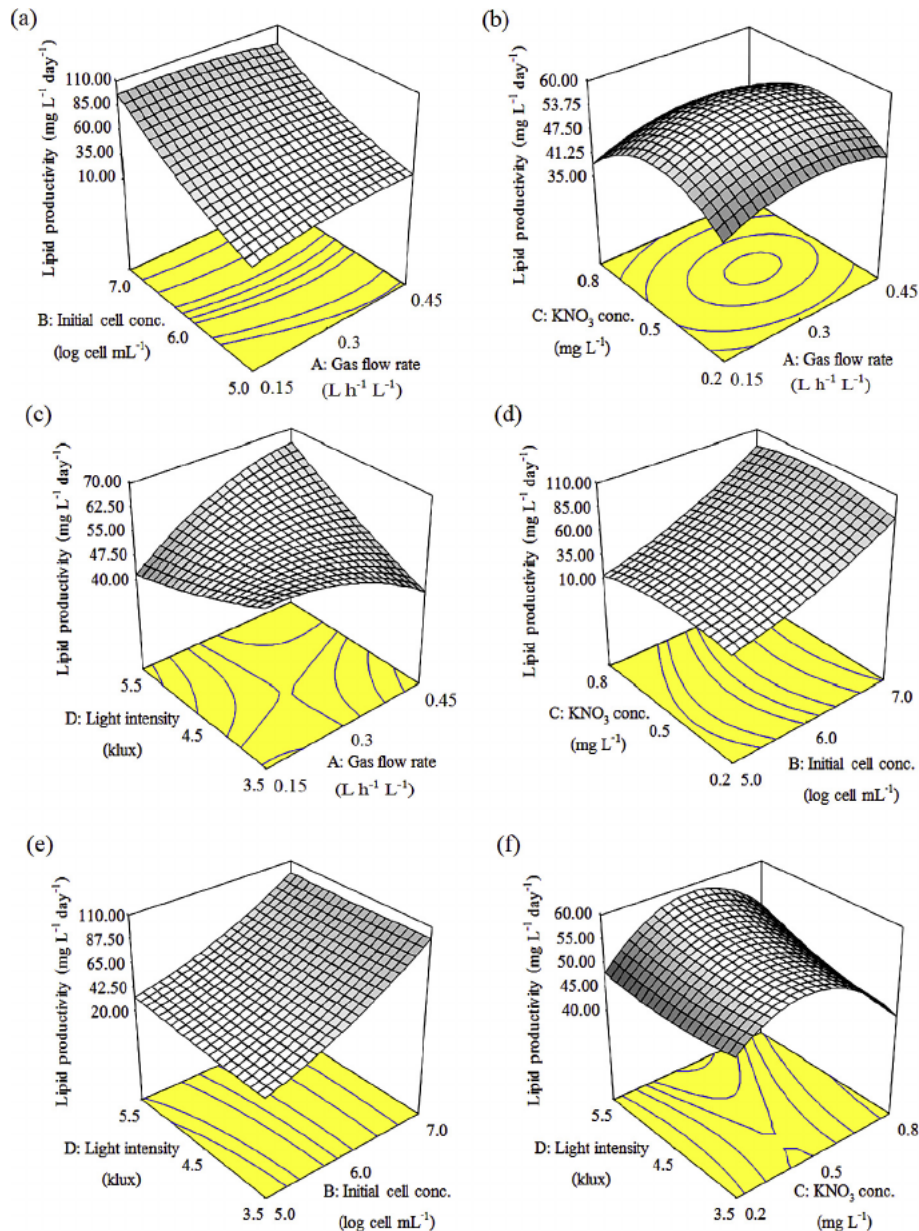 (a)
Lipid productivity (mg L⁻¹ day⁻¹)
110.00
85.00
60.00
35.00
10.00
7.0
B: Initial cell conc.
(log cell mL⁻¹)
6.0
5.0
0.15
0.3
0.45
A: Gas flow rate
(L h⁻¹ L⁻¹)
(b)
Lipid productivity (mg L⁻¹ day⁻¹)
60.00
53.75
47.50
41.25
35.00
0.8
C: KNO₃ conc.
(mg L⁻¹)
0.5
0.2
0.15
0.3
0.45
A: Gas flow rate
(L h⁻¹ L⁻¹)
(c)
Lipid productivity (mg L⁻¹ day⁻¹)
70.00
62.50
55.00
47.50
40.00
5.5
D: Light intensity
(klux)
4.5
3.5
0.15
0.3
0.45
A: Gas flow rate
(L h⁻¹ L⁻¹)
(d)
Lipid productivity (mg L⁻¹ day⁻¹)
110.00
85.00
60.00
35.00
10.00
0.8
C: KNO₃ conc.
(mg L⁻¹)
0.5
0.2
5.0
6.0
7.0
B: Initial cell conc.
(log cell mL⁻¹)
(e)
Lipid productivity (mg L⁻¹ day⁻¹)
110.00
87.50
65.00
42.50
20.00
5.5
D: Light intensity
(klux)
4.5
3.5
5.0
6.0
7.0
B: Initial cell conc.
(log cell mL⁻¹)
(f)
Lipid productivity (mg L⁻¹ day⁻¹)
60.00
55.00
50.00
45.00
40.00
5.5
D: Light intensity
(klux)
4.5
3.5
0.2
0.5
0.8
C: KNO₃ conc.
(mg L⁻¹)